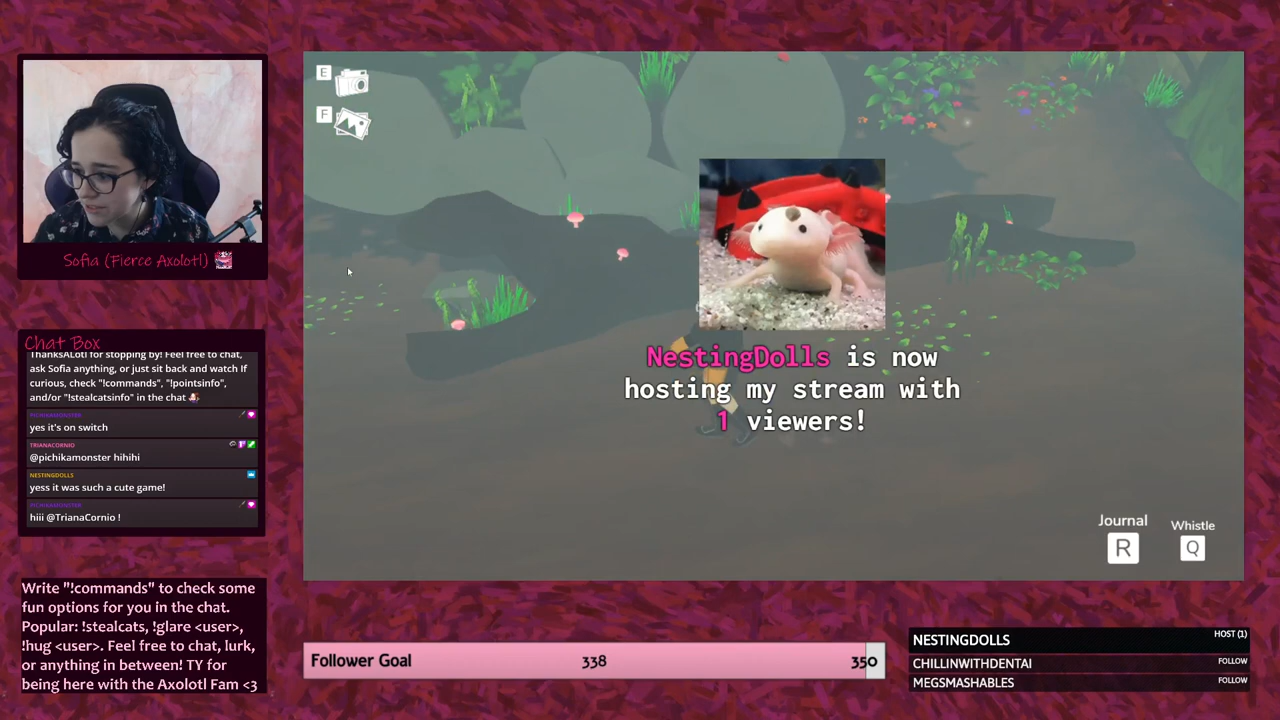 E
F
Sofia (Fierce Axolotl)
Chat Box
ThanksALotl for stopping by! Feel free to chat,
ask Sofia anything, or just sit back and watch If
curious, check "!commands", "!pointsinfo",
and/or "!stealcatsinfo" in the chat
PICHIKAMONSTER
yes it's on switch
TRIANACORNIO
@pichikamonster hihihi
NESTINGDOLLS
yess it was such a cute game!
PICHIKAMONSTER
hiii @TrianaCornio !
Write "!commands" to check some
fun options for you in the chat.
Popular: !stealcats, !glare <user>,
!hug <user>. Feel free to chat, lurk,
or anything in between! TY for
being here with the Axolotl Fam <3
NestingDolls is now
hosting my stream with
1 viewers!
Journal
R
Whistle
Q
Follower Goal 338 350
NESTINGDOLLS HOST (1)
CHILLINWITHDENTAI FOLLOW
MEGSMASHABLES FOLLOW